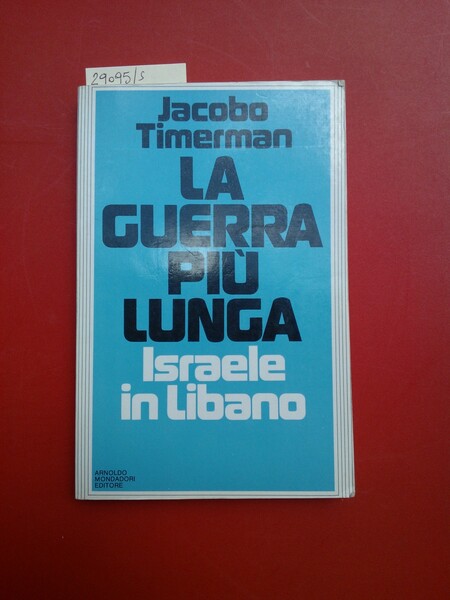 29095/s
Jacobo
Timerman
LA
GUERRA
PIÙ
LUNGA
Israele
in Libano
ARNOLDO
MONDADORI
EDITORE